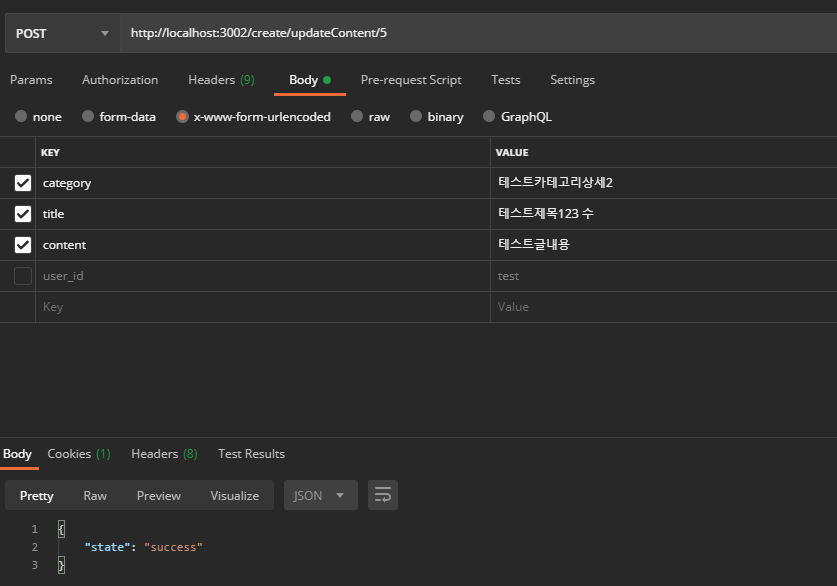 POST http://localhost:3002/create/updateContent/5
Params Authorization Headers (9) Body Pre-request Script Tests Settings
none form-data x-www-form-urlencoded raw binary GraphQL
KEY VALUE
category 테스트카테고리상세2
title 테스트제목123 수
content 테스트글내용
user_id test
Key Value
Body Cookies (1) Headers (8) Test Results
Pretty Raw Preview Visualize JSON
1 {
2 "state": "success"
3 }